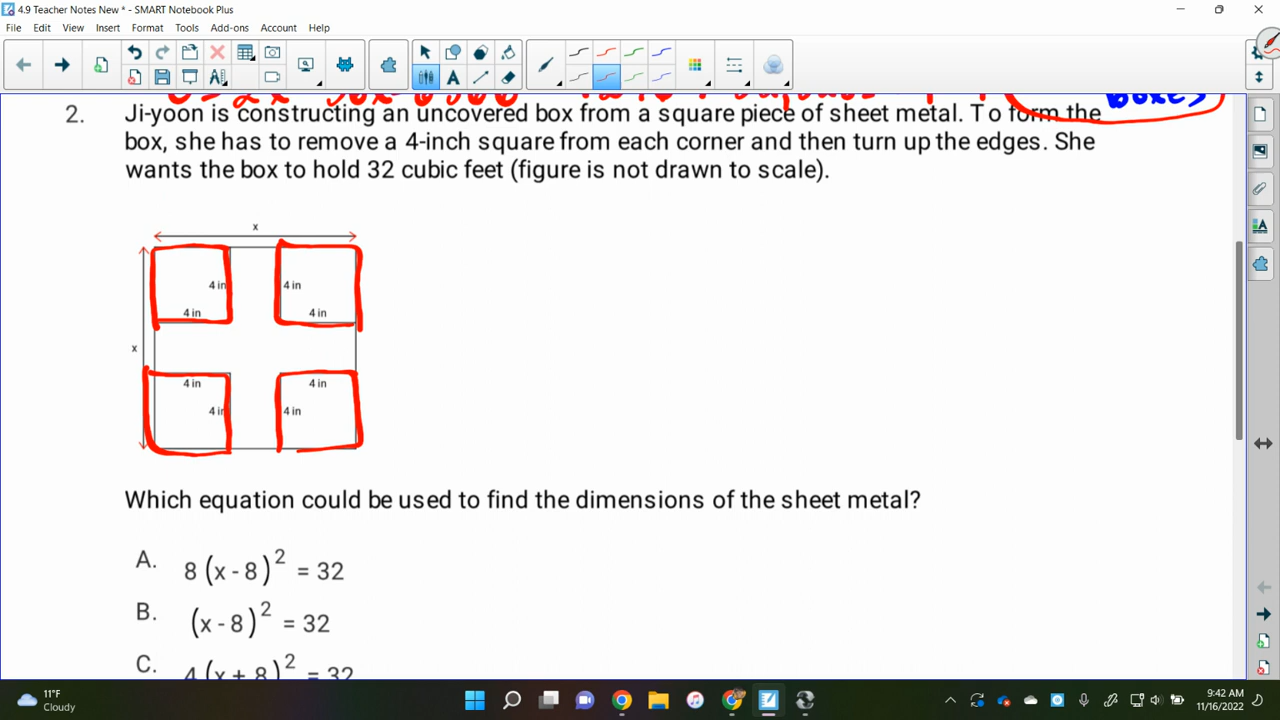 4.9 Teacher Notes New * - SMART Notebook Plus
File Edit View Insert Format Tools Add-ons Account Help
boxes
2. Ji-yoon is constructing an uncovered box from a square piece of sheet metal. To form the
box, she has to remove a 4-inch square from each corner and then turn up the edges. She
wants the box to hold 32 cubic feet (figure is not drawn to scale).
x
4 in 4 in
4 in 4 in
x
4 in 4 in
4 in 4 in
Which equation could be used to find the dimensions of the sheet metal?
A. 8(x - 8)² = 32
B. (x - 8)² = 32
C. 4(x + 8)² = 32
11°F
Cloudy
9:42 AM
11/16/2022